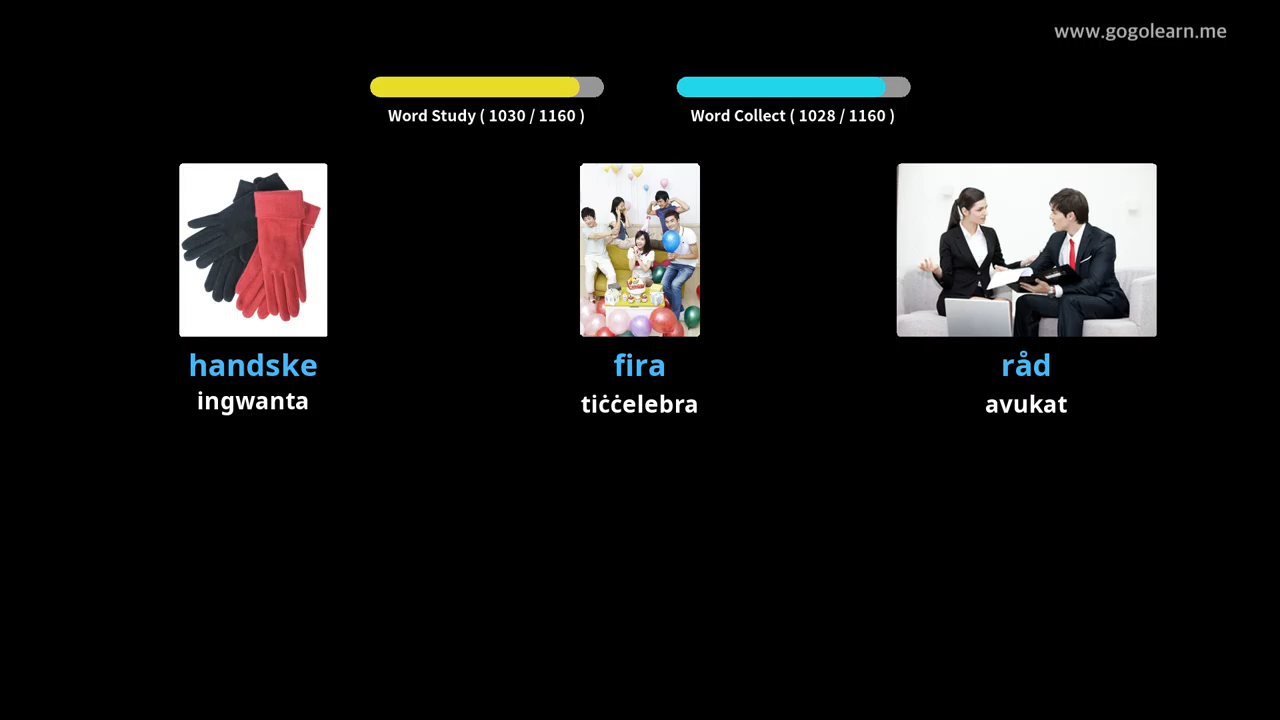 www.gogolearn.me
Word Study ( 1030 / 1160 )
Word Collect ( 1028 / 1160 )
handske
ingwanta
fira
tiċċelebra
råd
avukat